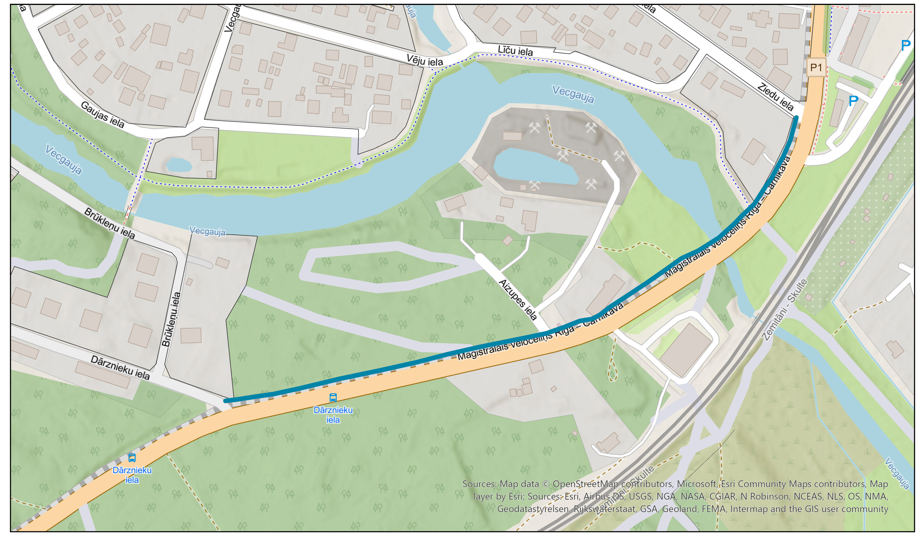 Vecgauja
Vecgauja
Līču iela
Vēju iela
P1
P
P
Ziedu iela
Vecgauja
Gaujas iela
Vecgauja
Brūkleņu iela
Vecgauja
Maģistrālais veloceliņš Rīga – Carnikava
Aizupes iela
Zemitāni - Skulte
Brūkleņu iela
Maģistrālais veloceliņš Rīga – Carnikava
Dārznieku iela
Dārznieku
iela
Dārznieku
iela
Vecgauja
Sources: Map data © OpenStreetMap contributors, Microsoft, Esri Community Maps contributors, Map
layer by Esri; Sources: Esri, Airbus DS, USGS, NGA, NASA, CGIAR, N Robinson, NCEAS, NLS, OS, NMA,
Geodatastyrelsen, Rijkswaterstaat, GSA, Geoland, FEMA, Intermap and the GIS user community